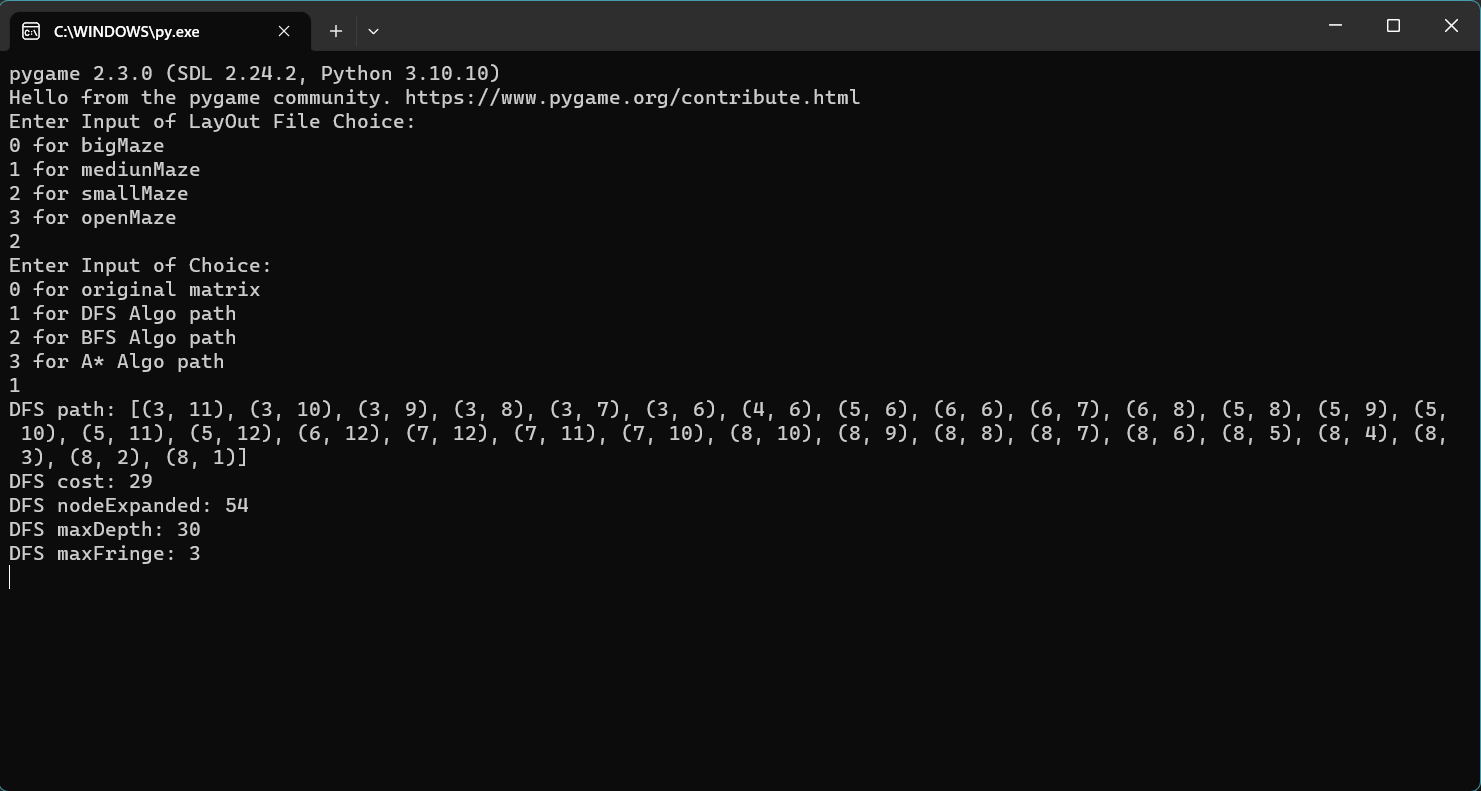 C:\WINDOWS\py.exe
pygame 2.3.0 (SDL 2.24.2, Python 3.10.10)
Hello from the pygame community. https://www.pygame.org/contribute.html
Enter Input of LayOut File Choice:
0 for bigMaze
1 for mediunMaze
2 for smallMaze
3 for openMaze
2
Enter Input of Choice:
0 for original matrix
1 for DFS Algo path
2 for BFS Algo path
3 for A* Algo path
1
DFS path: [(3, 11), (3, 10), (3, 9), (3, 8), (3, 7), (3, 6), (4, 6), (5, 6), (6, 6), (6, 7), (6, 8), (5, 8), (5, 9), (5,
 10), (5, 11), (5, 12), (6, 12), (7, 12), (7, 11), (7, 10), (8, 10), (8, 9), (8, 8), (8, 7), (8, 6), (8, 5), (8, 4), (8,
 3), (8, 2), (8, 1)]
DFS cost: 29
DFS nodeExpanded: 54
DFS maxDepth: 30
DFS maxFringe: 3